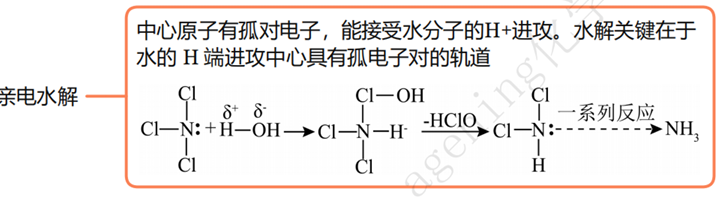 中心原子有孤对电子，能接受水分子的H+进攻。水解关键在于
水的 H 端进攻中心具有孤电子对的轨道
亲电水解
Cl Cl—OH Cl
δ+ δ-
Cl—N: + H—OH Cl—N—H- -HClO Cl—N: 一系列反应 NH3
Cl Cl H